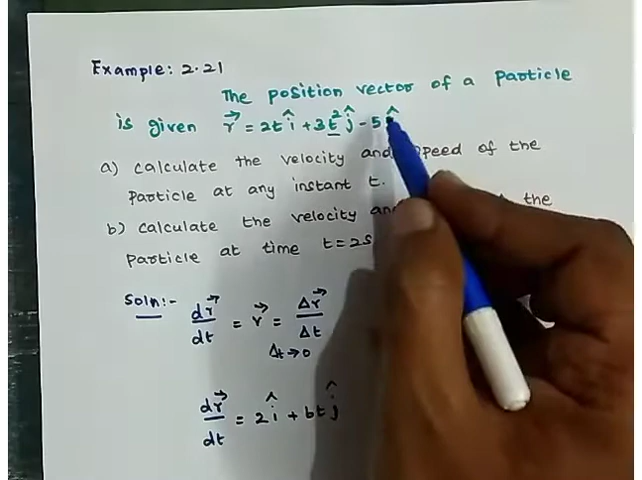 Example: 2.21
The position vector of a particle
is given r⃗ = 2t î + 3t² ĵ - 5
a) calculate the velocity and speed of the
particle at any instant t.
b) calculate the velocity and the
particle at time t=2s
Soln:- dr⃗/dt = r⃗ = Δr⃗/Δt
Δt→0
dr⃗/dt = 2î + 6t ĵ